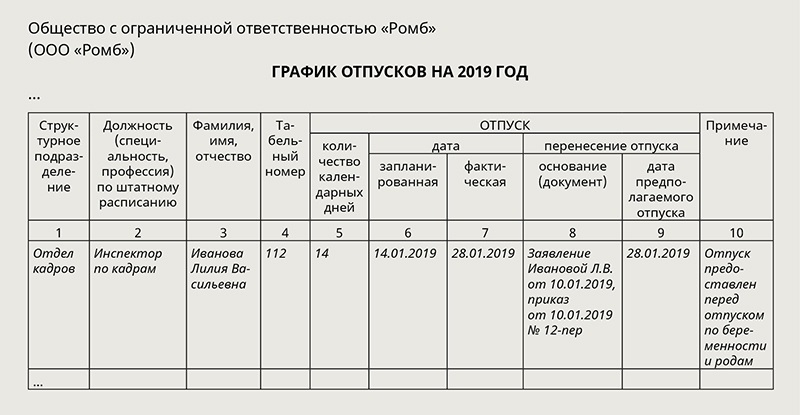 Общество с ограниченной ответственностью «Ромб»
(ООО «Ромб»)
ГРАФИК ОТПУСКОВ НА 2019 ГОД
...
Струк-
турное
подраз-
деле-
ние
Должность
(специ-
альность,
профессия)
по штатному
расписанию
Фамилия,
имя,
отчество
Та-
бель-
ный
номер
ОТПУСК
коли-
чество
кален-
дарных
дней
дата
заплани-
рованная
факти-
ческая
перенесение отпуска
основание
(документ)
дата
предпо-
лагаемого
отпуска
Примеча-
ние
1 2 3 4 5 6 7 8 9 10
Отдел
кадров
Инспектор
по кадрам
Иванова
Лилия Ва-
сильевна
112
14
14.01.2019
28.01.2019
Заявление
Ивановой Л.В.
от 10.01.2019,
приказ
от 10.01.2019
№ 12-пер
28.01.2019
Отпуск
предо-
ставлен
перед
отпуском
по бере-
менности
и родам
...